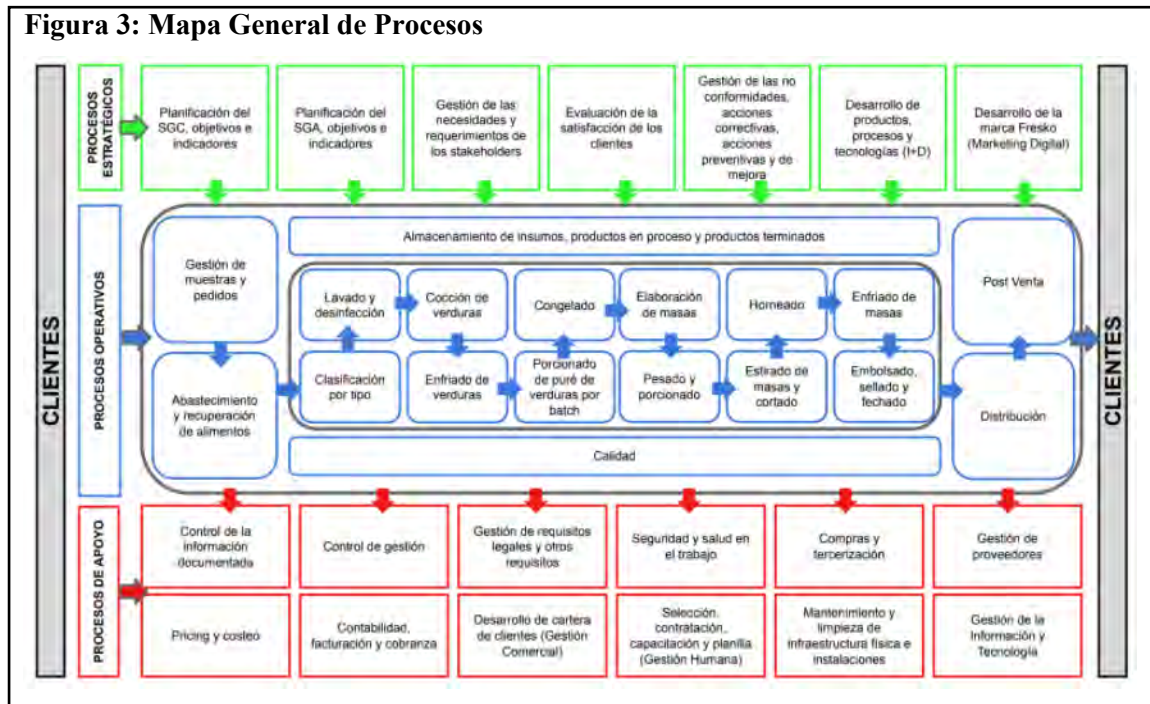 Figura 3: Mapa General de Procesos
CLIENTES
PROCESOS
ESTRATÉGICOS
Planificación del
SGC, objetivos e
indicadores
Planificación del
SGA, objetivos e
indicadores
Gestión de las
necesidades y
requerimientos de
los stakeholders
Evaluación de la
satisfacción de los
clientes
Gestión de las no
conformidades,
acciones
correctivas,
acciones
preventivas y de
mejora
Desarrollo de
productos,
procesos y
tecnologías (I+D)
Desarrollo de la
marca Fresko
(Marketing Digital)
PROCESOS OPERATIVOS
Gestión de
muestras y
pedidos
Abastecimiento
y recuperación
de alimentos
Almacenamiento de insumos, productos en proceso y productos terminados
Lavado y
desinfección
Cocción de
verduras
Congelado
Elaboración
de masas
Horneado
Enfriado de
masas
Clasificación
por tipo
Enfriado de
verduras
Porcionado
de puré de
verduras por
batch
Pesado y
porcionado
Estirado de
masas y
cortado
Embolsado,
sellado y
fechado
Calidad
Post Venta
Distribución
PROCESOS DE APOYO
Control de la
información
documentada
Control de gestión
Gestión de requisitos
legales y otros
requisitos
Seguridad y salud en
el trabajo
Compras y
tercerización
Gestión de
proveedores
Pricing y costeo
Contabilidad,
facturación y cobranza
Desarrollo de cartera
de clientes (Gestión
Comercial)
Selección,
contratación,
capacitación y planilla
(Gestión Humana)
Mantenimiento y
limpieza de
infraestructura física e
instalaciones
Gestión de la
Información y
Tecnología
CLIENTES